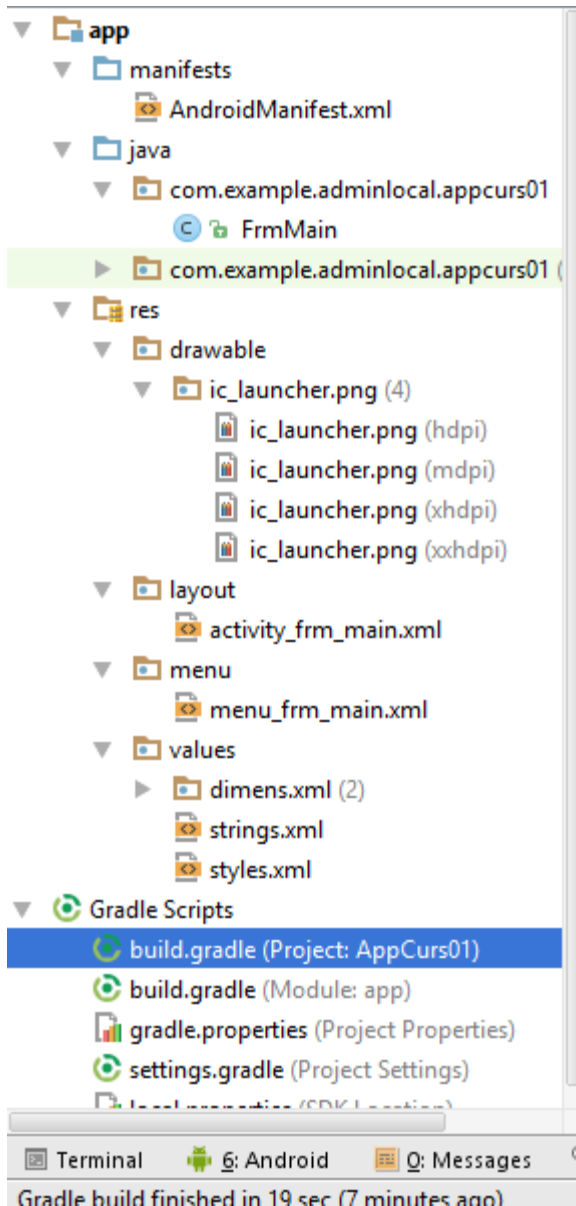 app
manifests
AndroidManifest.xml
java
com.example.adminlocal.appcurs01
FrmMain
com.example.adminlocal.appcurs01 (
res
drawable
ic_launcher.png (4)
ic_launcher.png (hdpi)
ic_launcher.png (mdpi)
ic_launcher.png (xhdpi)
ic_launcher.png (xxhdpi)
layout
activity_frm_main.xml
menu
menu_frm_main.xml
values
dimens.xml (2)
strings.xml
styles.xml
Gradle Scripts
build.gradle (Project: AppCurs01)
build.gradle (Module: app)
gradle.properties (Project Properties)
settings.gradle (Project Settings)
local.properties (SDK Location)
Terminal 6: Android 0: Messages
Gradle build finished in 19 sec (7 minutes ago)